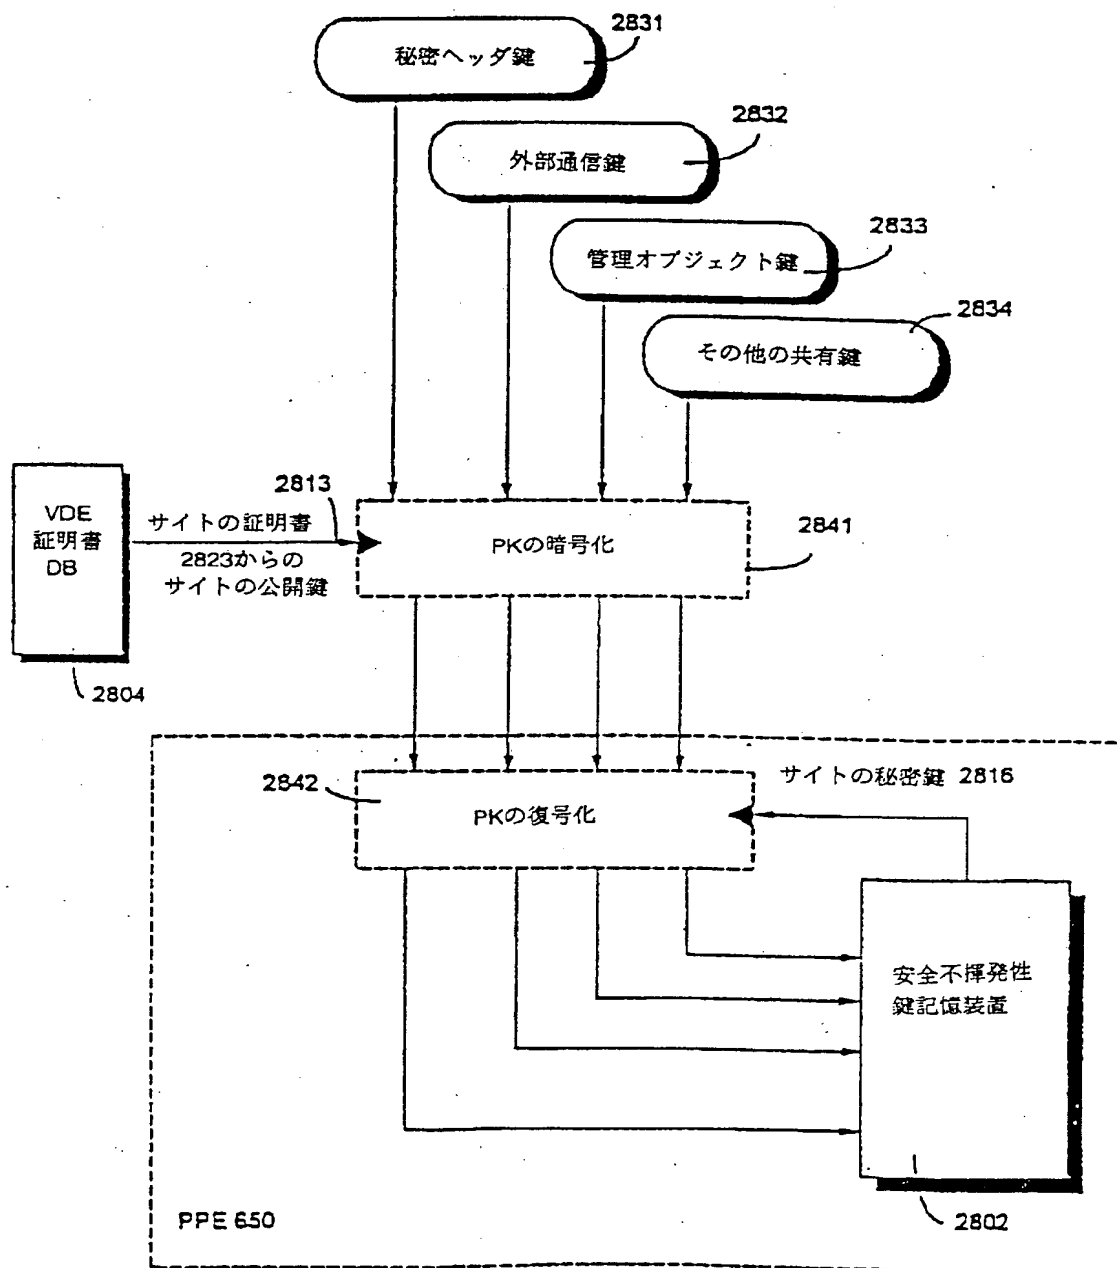 2831
秘密ヘッダ鍵
2832
外部通信鍵
2833
管理オブジェクト鍵
2834
その他の共有鍵
2813
VDE
証明書
DB
サイトの証明書
2823からの
サイトの公開鍵
PKの暗号化
2841
2804
2842
PKの復号化
サイトの秘密鍵 2816
安全不揮発性
鍵記憶装置
PPE 650
2802